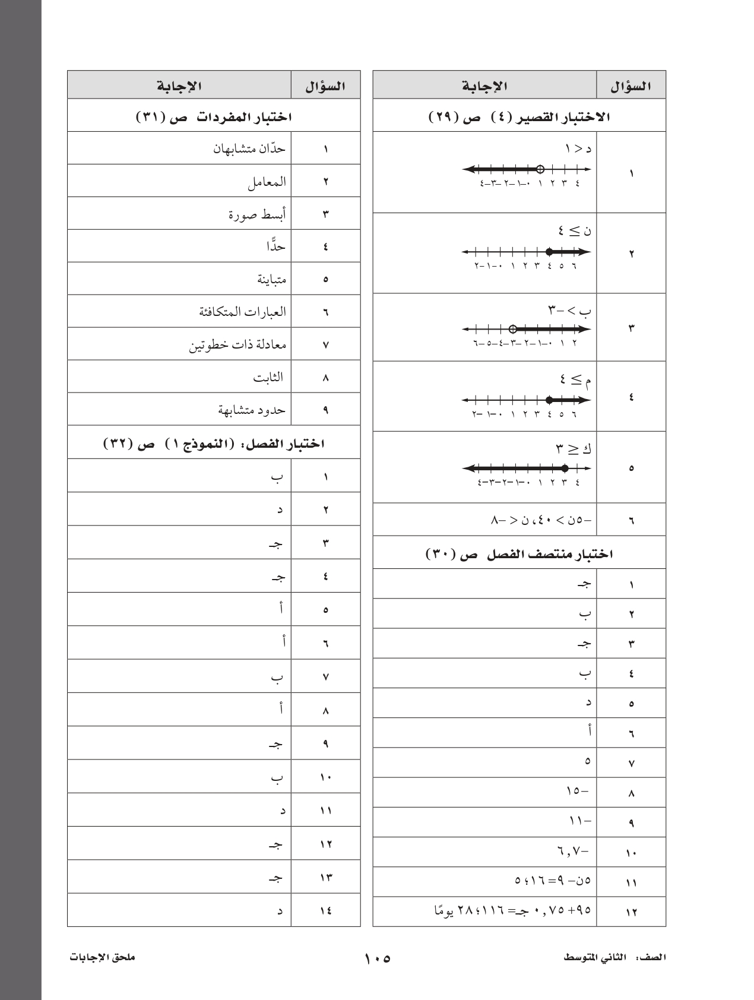 السؤال الإجابة
الاختبار القصير (٤) ص (٢٩)
١
د < ١
٤ ٣ ٢ ١ ٠ –١ –٢ –٣ –٤
٢
ن ≥ ٤
٦ ٥ ٤ ٣ ٢ ١ ٠ –١ –٢
٣
ب > –٣
٢ ١ ٠ –١ –٢ –٣ –٤ –٥ –٦
٤
م ≥ ٤
٦ ٥ ٤ ٣ ٢ ١ ٠ –١ –٢
٥
ك ≤ ٣
٤ ٣ ٢ ١ ٠ –١ –٢ –٣ –٤
٦ –٥ن > ٤٠، ن < –٨
اختبار منتصف الفصل ص (٣٠)
١ جـ
٢ ب
٣ جـ
٤ ب
٥ د
٦ أ
٧ ٥
٨ –١٥
٩ –١١
١٠ –٦,٧
١١ ٥ن– ٩= ١٦؛ ٥
١٢ ٩٥+ ٠,٧٥ جـ= ١١٦؛ ٢٨ يومًا
السؤال الإجابة
اختبار المفردات ص (٣١)
١ حدّان متشابهان
٢ المعامل
٣ أبسط صورة
٤ حدًّا
٥ متباينة
٦ العبارات المتكافئة
٧ معادلة ذات خطوتين
٨ الثابت
٩ حدود متشابهة
اختبار الفصل: (النموذج ١) ص (٣٢)
١ ب
٢ د
٣ جـ
٤ جـ
٥ أ
٦ أ
٧ ب
٨ أ
٩ جـ
١٠ ب
١١ د
١٢ جـ
١٣ جـ
١٤ د
الصف: الثاني المتوسط ١٠٥ ملحق الإجابات